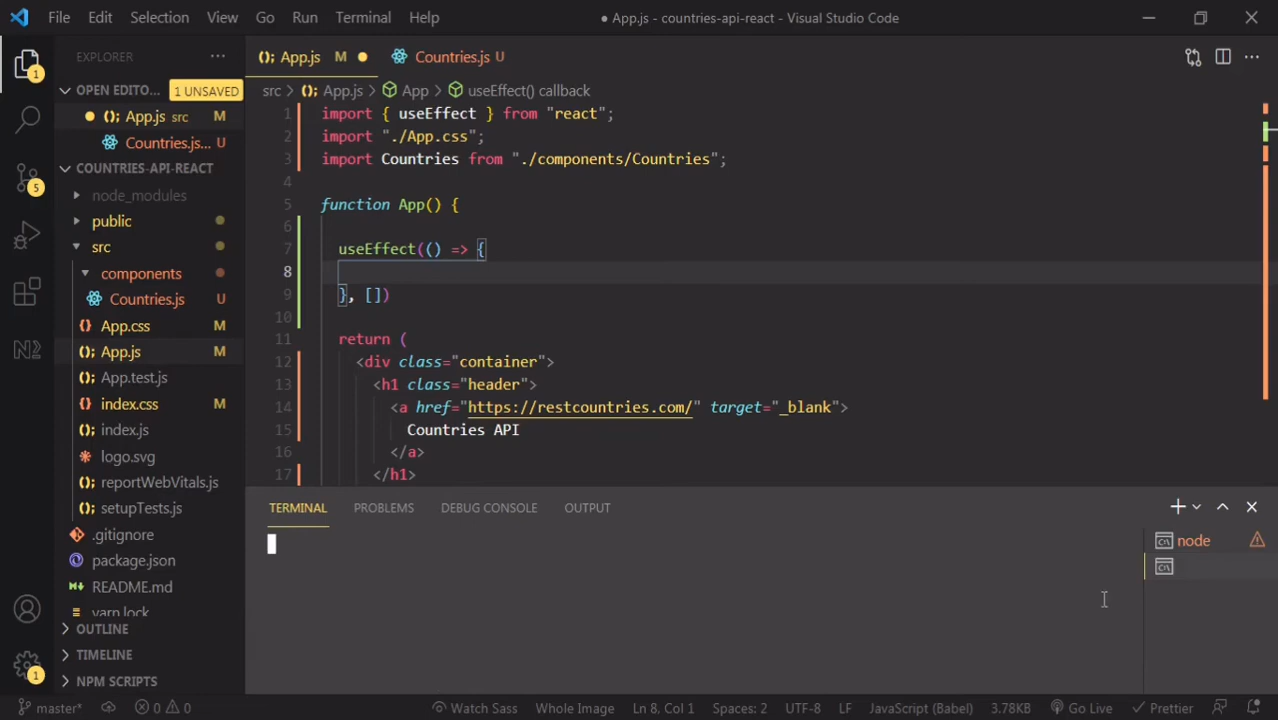 File Edit Selection View Go Run Terminal Help
● App.js - countries-api-react - Visual Studio Code
EXPLORER ...
App.js M
Countries.js U
OPEN EDITO... 1 UNSAVED
App.js src M
Countries.js... U
COUNTRIES-API-REACT
node_modules
public
src
components
Countries.js U
App.css M
App.js M
App.test.js
index.css M
index.js
logo.svg
reportWebVitals.js
setupTests.js
.gitignore
package.json
README.md
yarn.lock
OUTLINE
TIMELINE
NPM SCRIPTS
1
5
1
src > App.js > App > useEffect() callback
1 import { useEffect } from "react";
2 import "./App.css";
3 import Countries from "./components/Countries";
4
5 function App() {
6
7 useEffect(() => {
8
9 }, [])
10
11 return (
12 <div class="container">
13 <h1 class="header">
14 <a href="https://restcountries.com/" target="_blank">
15 Countries API
16 </a>
17 </h1>
TERMINAL PROBLEMS DEBUG CONSOLE OUTPUT
node
master* 0 0 Watch Sass Whole Image Ln 8, Col 1 Spaces: 2 UTF-8 LF JavaScript (Babel) 3.78KB Go Live Prettier